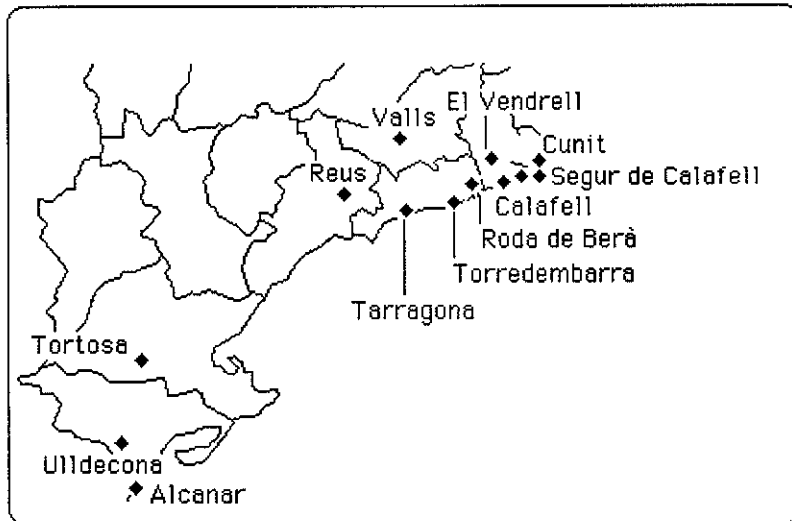 El Vendrell
Valls
Cunit
Reus
Segur de Calafell
Calafell
Roda de Berà
Torredembarra
Tarragona
Tortosa
Ulldecona
Alcanar